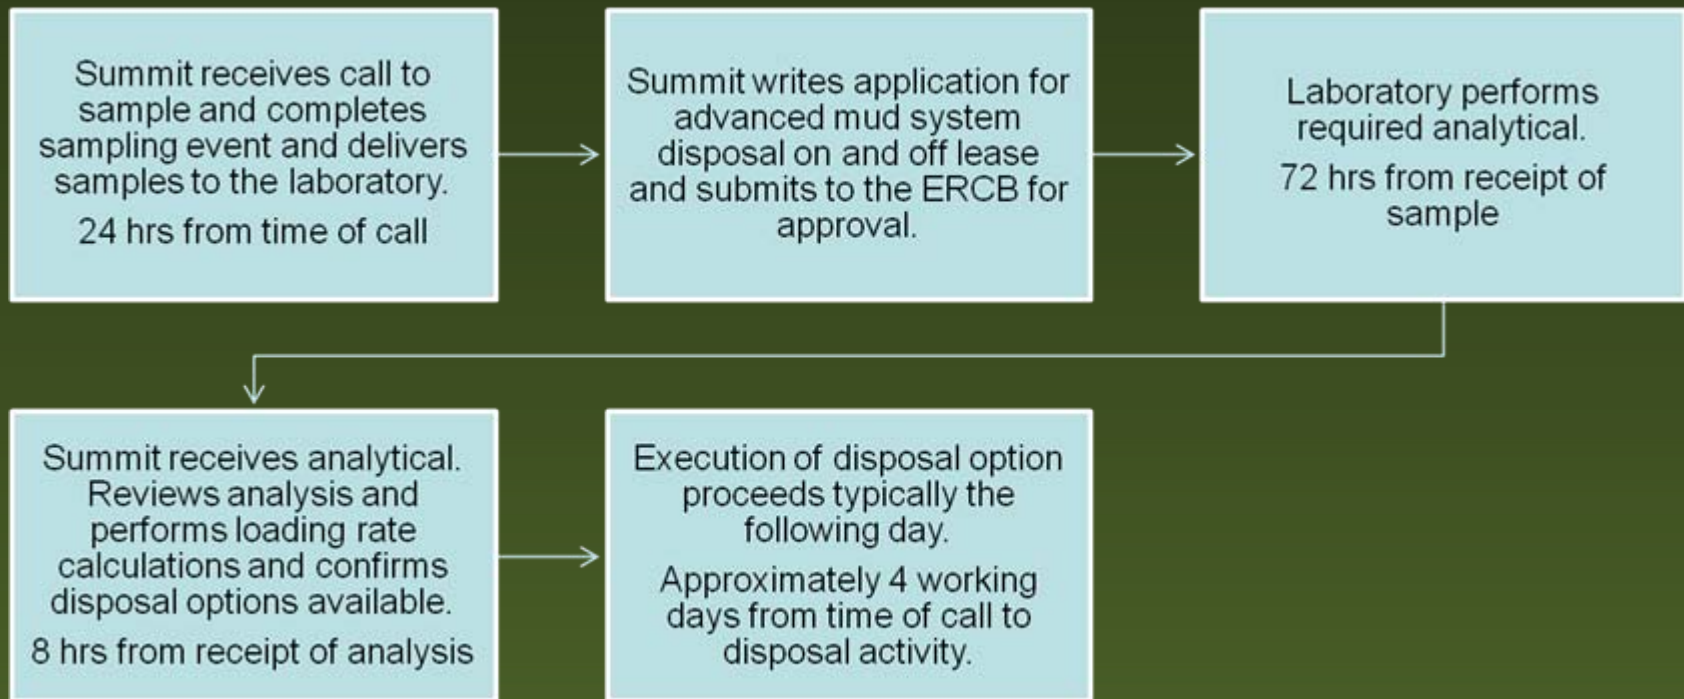 Summit receives call to
sample and completes
sampling event and delivers
samples to the laboratory.
24 hrs from time of call
Summit writes application for
advanced mud system
disposal on and off lease
and submits to the ERCB for
approval.
Laboratory performs
required analytical.
72 hrs from receipt of
sample
Summit receives analytical.
Reviews analysis and
performs loading rate
calculations and confirms
disposal options available.
8 hrs from receipt of analysis
Execution of disposal option
proceeds typically the
following day.
Approximately 4 working
days from time of call to
disposal activity.